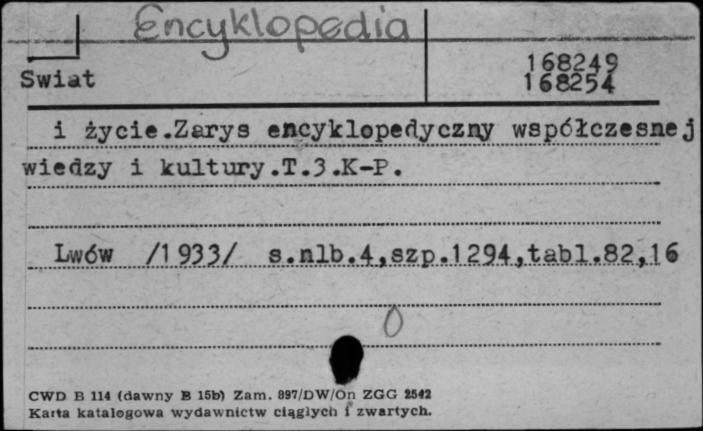 Encyklopedia
168249
Swiat
168254
i życie.Zarys encyklopedyczny współczesnej
wiedzy i kultury.T.3.K-P.
Lwów /1933/ s.nlb.4,szp.1294,tabl.82,16
0
CWD B 114 (dawny B 15b) Zam. 897/DW/On ZGG 2542
Karta katalogowa wydawnictw ciągłych i zwartych.